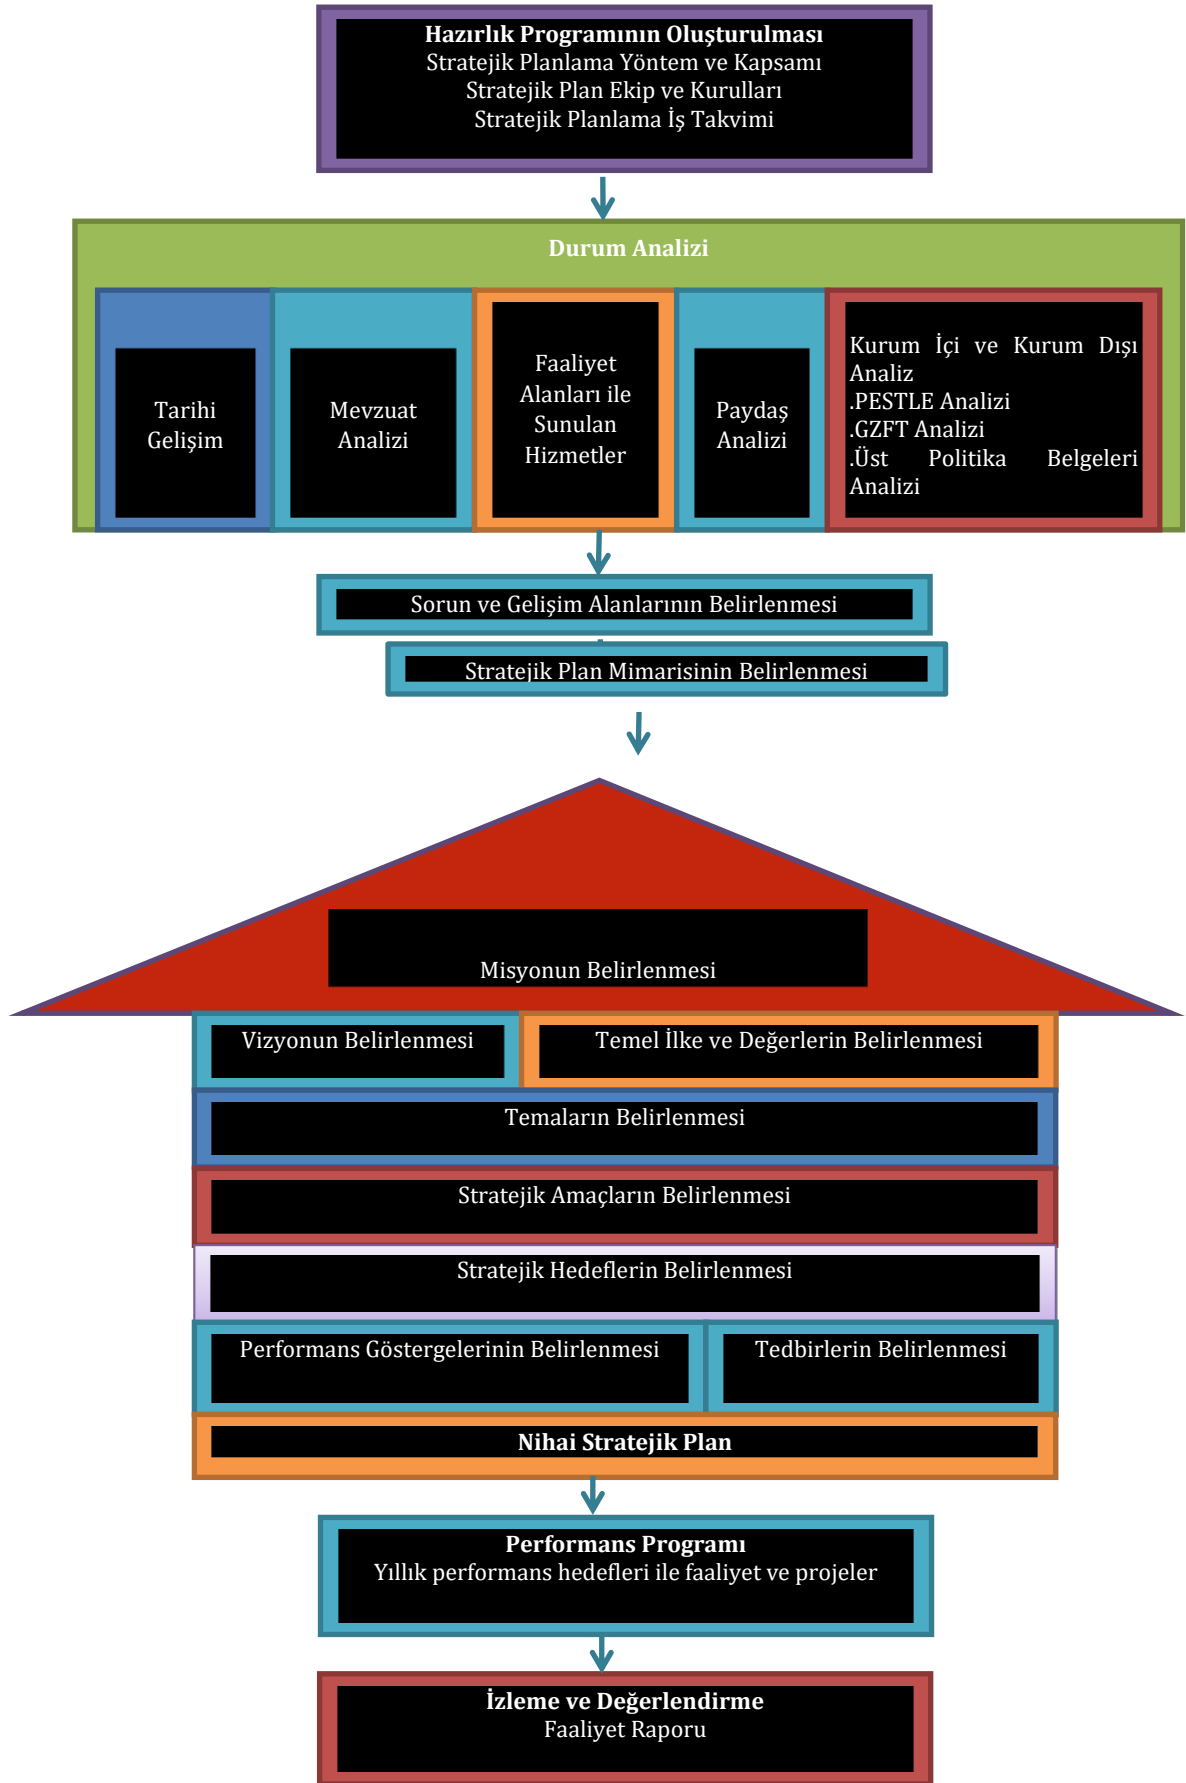 Hazırlık Programının Oluşturulması
Stratejik Planlama Yöntem ve Kapsamı
Stratejik Plan Ekip ve Kurulları
Stratejik Planlama İş Takvimi
Durum Analizi
Tarihi
Gelişim
Mevzuat
Analizi
Faaliyet
Alanları ile
Sunulan
Hizmetler
Paydaş
Analizi
Kurum İçi ve Kurum Dışı
Analiz
.PESTLE Analizi
.GZFT Analizi
.Üst Politika Belgeleri
Analizi
Sorun ve Gelişim Alanlarının Belirlenmesi
Stratejik Plan Mimarisinin Belirlenmesi
Misyonun Belirlenmesi
Vizyonun Belirlenmesi
Temel İlke ve Değerlerin Belirlenmesi
Temaların Belirlenmesi
Stratejik Amaçların Belirlenmesi
Stratejik Hedeflerin Belirlenmesi
Performans Göstergelerinin Belirlenmesi
Tedbirlerin Belirlenmesi
Nihai Stratejik Plan
Performans Programı
Yıllık performans hedefleri ile faaliyet ve projeler
İzleme ve Değerlendirme
Faaliyet Raporu